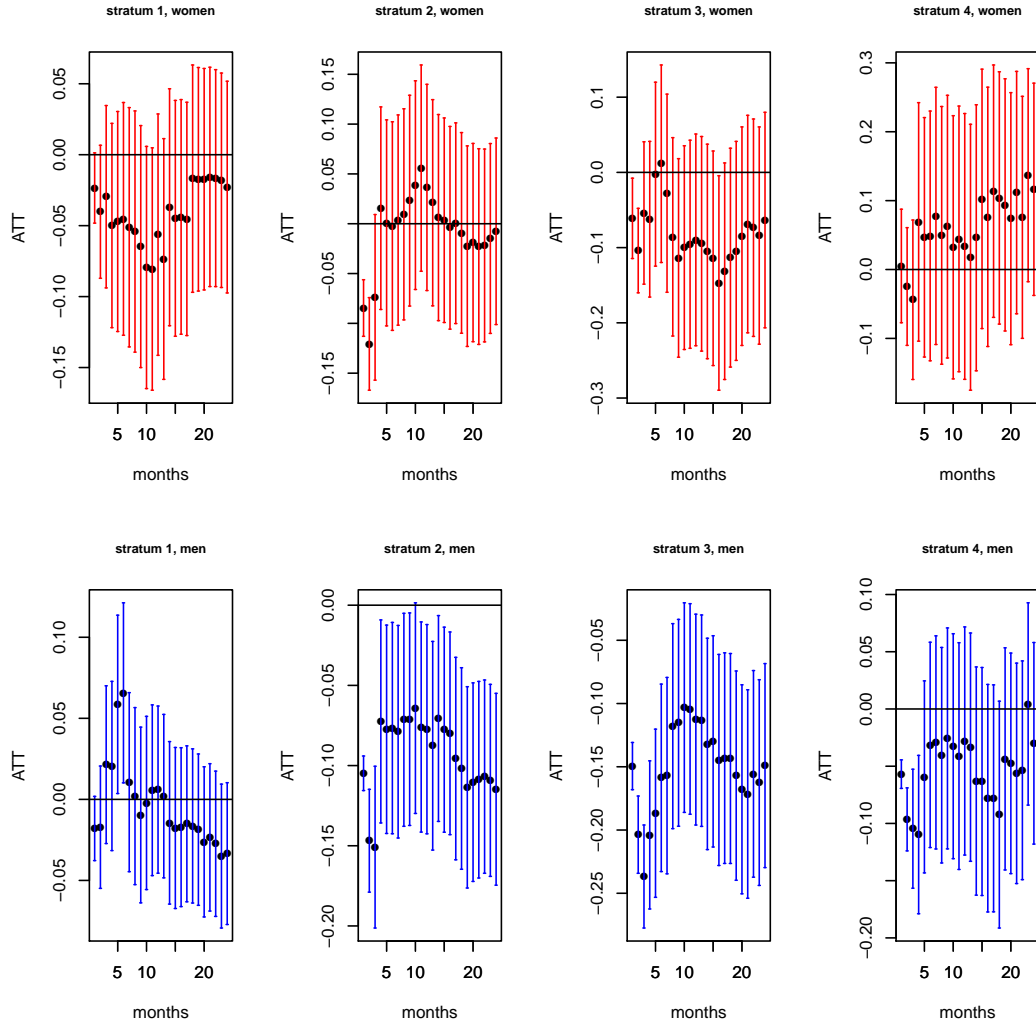 stratum 1, women
ATT
0.05
0.00
−0.05
−0.10
−0.15
5
10
20
months
stratum 2, women
ATT
0.15
0.05
−0.05
−0.15
5
10
20
months
stratum 3, women
ATT
0.1
0.0
−0.1
−0.2
−0.3
5
10
20
months
stratum 4, women
ATT
0.3
0.2
0.1
0.0
−0.1
5
10
20
months
stratum 1, men
ATT
0.10
0.05
0.00
−0.05
5
10
20
months
stratum 2, men
ATT
0.00
−0.05
−0.10
−0.15
−0.20
5
10
20
months
stratum 3, men
ATT
−0.05
−0.10
−0.15
−0.20
−0.25
5
10
20
months
stratum 4, men
ATT
0.10
0.05
0.00
−0.10
−0.20
5
10
20
months